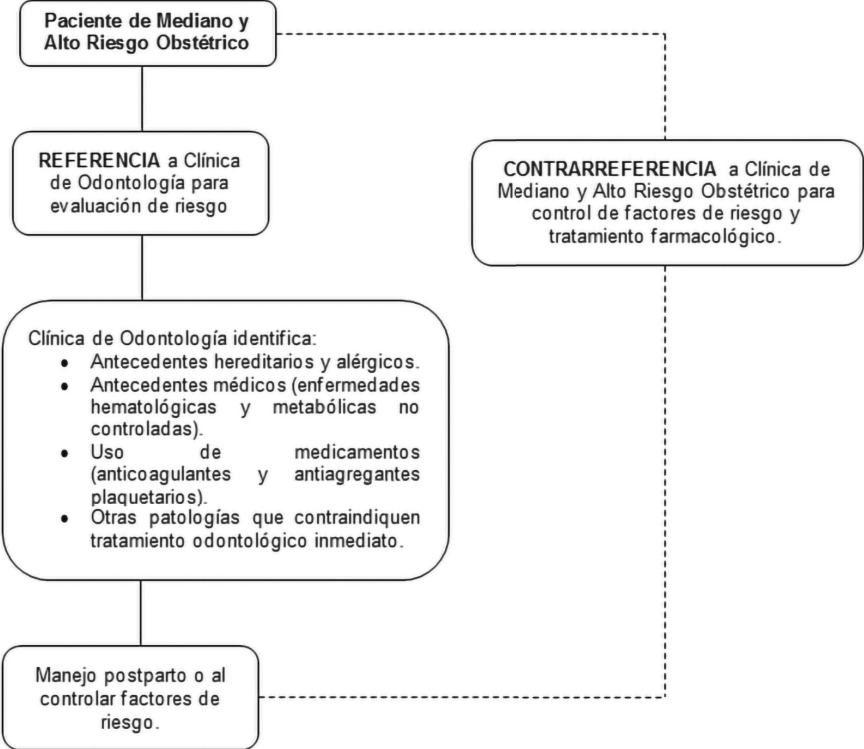 Paciente de Mediano y
Alto Riesgo Obstétrico
REFERENCIA a Clínica
de Odontología para
evaluación de riesgo
CONTRARREFERENCIA a Clínica de
Mediano y Alto Riesgo Obstétrico para
control de factores de riesgo y
tratamiento farmacológico.
Clínica de Odontología identifica:
• Antecedentes hereditarios y alérgicos.
• Antecedentes médicos (enfermedades
hematológicas y metabólicas no
controladas).
• Uso de medicamentos
(anticoagulantes y antiagregantes
plaquetarios).
• Otras patologías que contraindiquen
tratamiento odontológico inmediato.
Manejo postparto o al
controlar factores de
riesgo.